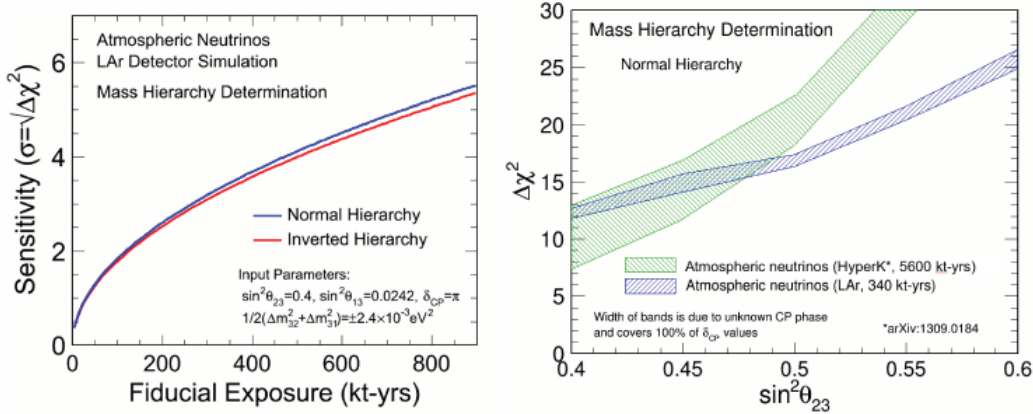 Atmospheric Neutrinos
LAr Detector Simulation
Mass Hierarchy Determination
Sensitivity (σ=√Δχ²)
6
4
2
0
Normal Hierarchy
Inverted Hierarchy
Input Parameters:
sin²θ₂₃=0.4, sin²θ₁₃=0.0242, δ_CP=π
1/2(Δm²₃₂+Δm²₃₁)=±2.4×10⁻³eV²
0 200 400 600 800
Fiducial Exposure (kt-yrs)
Mass Hierarchy Determination
Normal Hierarchy
Δχ²
30
25
20
15
10
5
0
Atmospheric neutrinos (HyperK*, 5600 kt-yrs)
Atmospheric neutrinos (LAr, 340 kt-yrs)
Width of bands is due to unknown CP phase
and covers 100% of δ_CP values
*arXiv:1309.0184
0.4 0.45 0.5 0.55 0.6
sin²θ₂₃